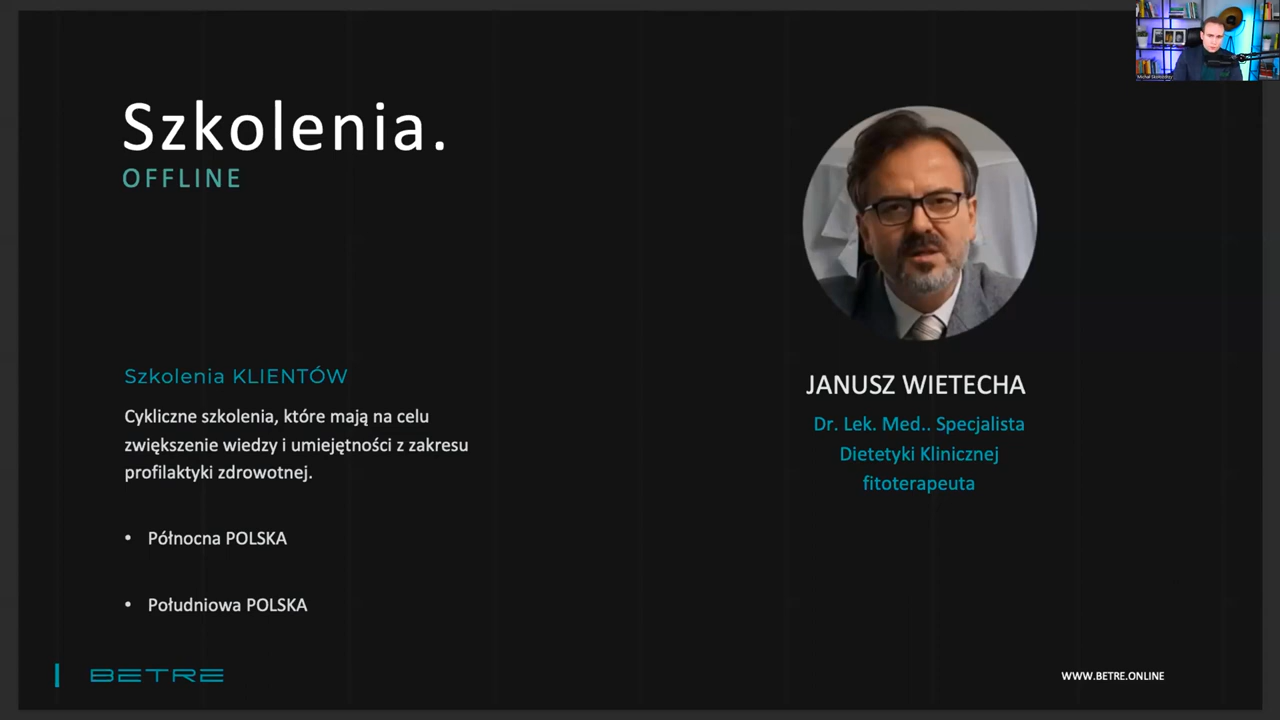 Szkolenia.
OFFLINE
Szkolenia KLIENTÓW
Cykliczne szkolenia, które mają na celu
zwiększenie wiedzy i umiejętności z zakresu
profilaktyki zdrowotnej.
• Północna POLSKA
• Południowa POLSKA
BETRE
JANUSZ WIETECHA
Dr. Lek. Med.. Specjalista
Dietetyki Klinicznej
fitoterapeuta
WWW.BETRE.ONLINE